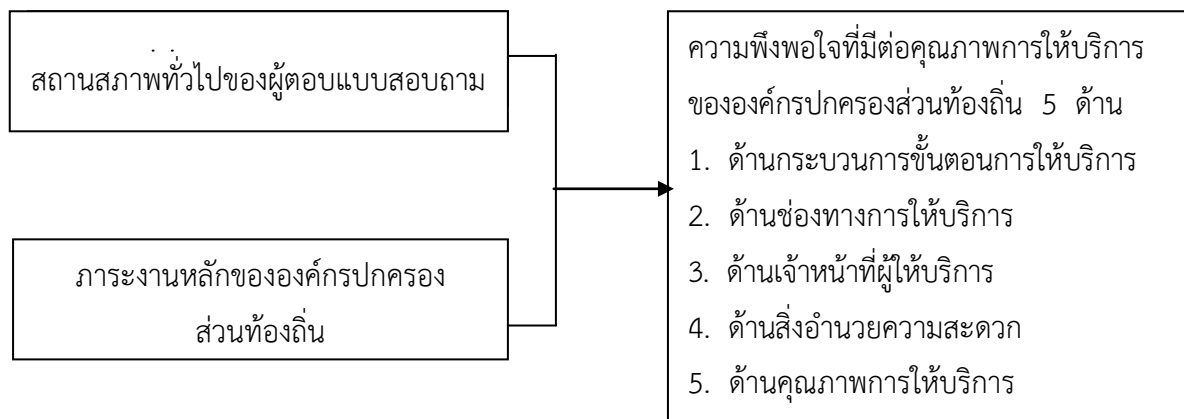 สถานสภาพทั่วไปของผู้ตอบแบบสอบถาม
ภาระงานหลักขององค์กรปกครอง
ส่วนท้องถิ่น
ความพึงพอใจที่มีต่อคุณภาพการให้บริการ
ขององค์กรปกครองส่วนท้องถิ่น 5 ด้าน
1. ด้านกระบวนการขั้นตอนการให้บริการ
2. ด้านช่องทางการให้บริการ
3. ด้านเจ้าหน้าที่ผู้ให้บริการ
4. ด้านสิ่งอำนวยความสะดวก
5. ด้านคุณภาพการให้บริการ